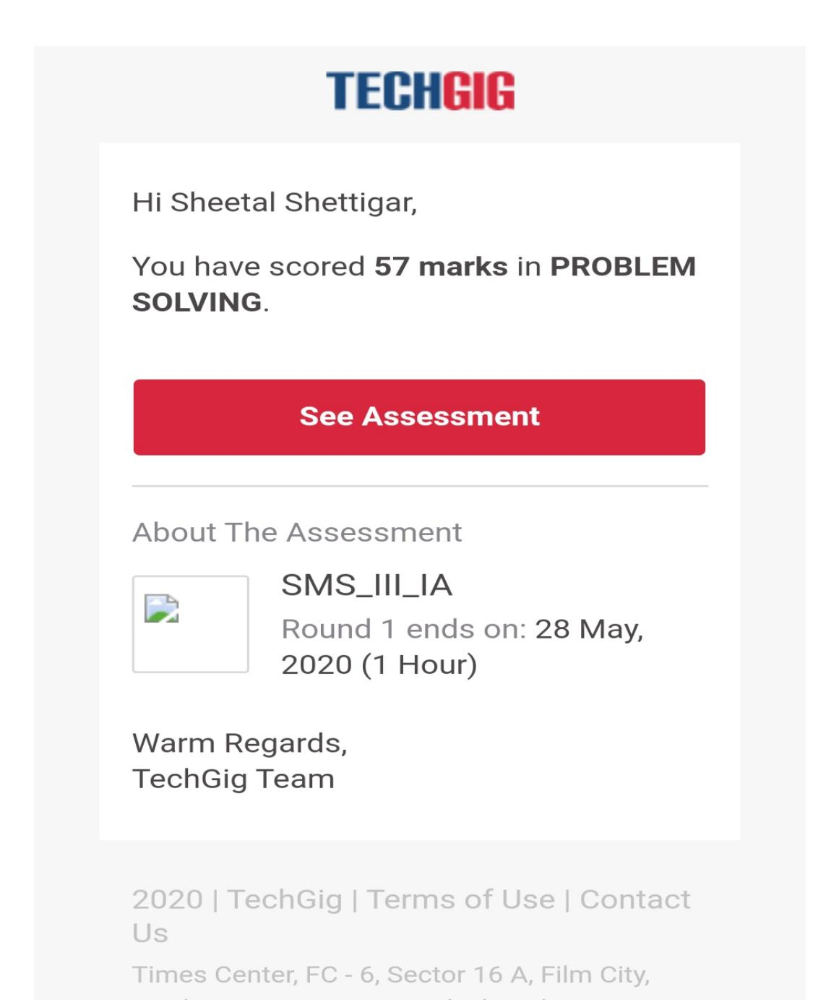 TECHGIG
Hi Sheetal Shettigar,
You have scored 57 marks in PROBLEM
SOLVING.
See Assessment
About The Assessment
SMS_III_IA
Round 1 ends on: 28 May,
2020 (1 Hour)
Warm Regards,
TechGig Team
2020 | TechGig | Terms of Use | Contact
Us
Times Center, FC - 6, Sector 16 A, Film City,